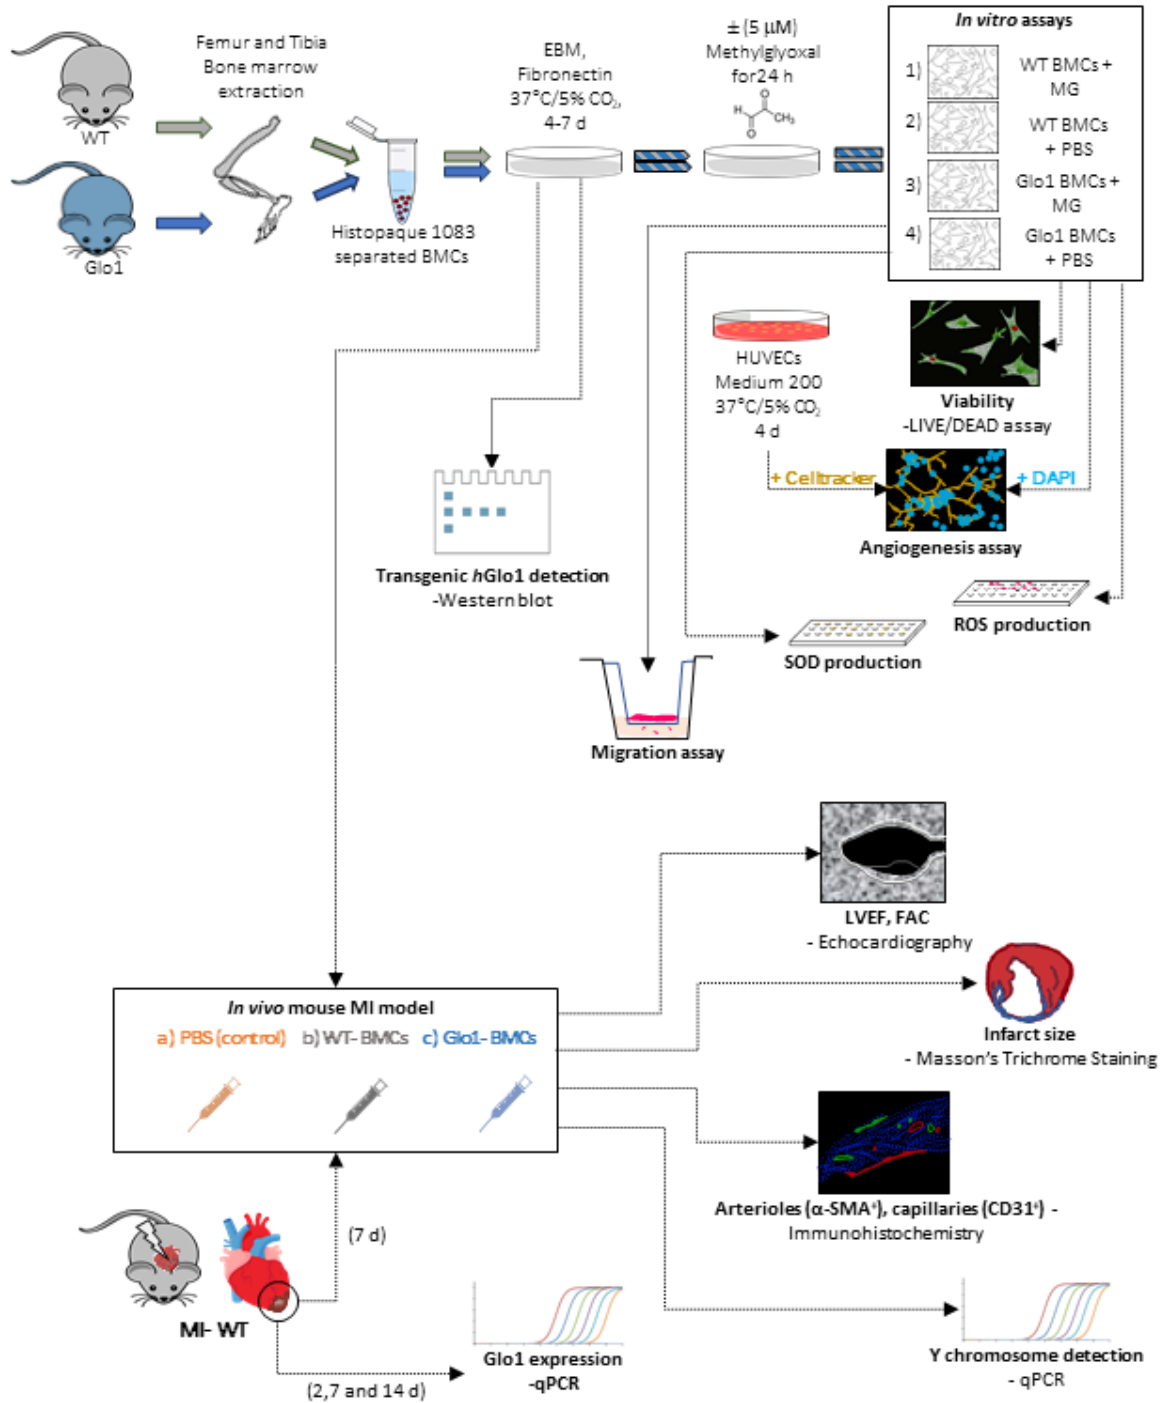 WT
Glo1
Femur and Tibia
Bone marrow
extraction
Histopaque 1083
separated BMCs
EBM,
Fibronectin
37°C/5% CO₂,
4-7 d
± (5 µM)
Methylglyoxal
for24 h
H
O
O
CH₃
In vitro assays
1)
WT BMCs +
MG
2)
WT BMCs
+ PBS
3)
Glo1 BMCs +
MG
4)
Glo1 BMCs
+ PBS
HUVECs
Medium 200
37°C/5% CO₂
4 d
Viability
-LIVE/DEAD assay
+ Celltracker
+ DAPI
Angiogenesis assay
Transgenic hGlo1 detection
-Western blot
ROS production
SOD production
Migration assay
LVEF, FAC
- Echocardiography
In vivo mouse MI model
a) PBS (control) b) WT- BMCs c) Glo1- BMCs
Infarct size
- Masson's Trichrome Staining
Arterioles (α-SMA⁺), capillaries (CD31⁺) -
Immunohistochemistry
(7 d)
MI- WT
(2,7 and 14 d)
Glo1 expression
-qPCR
Y chromosome detection
- qPCR